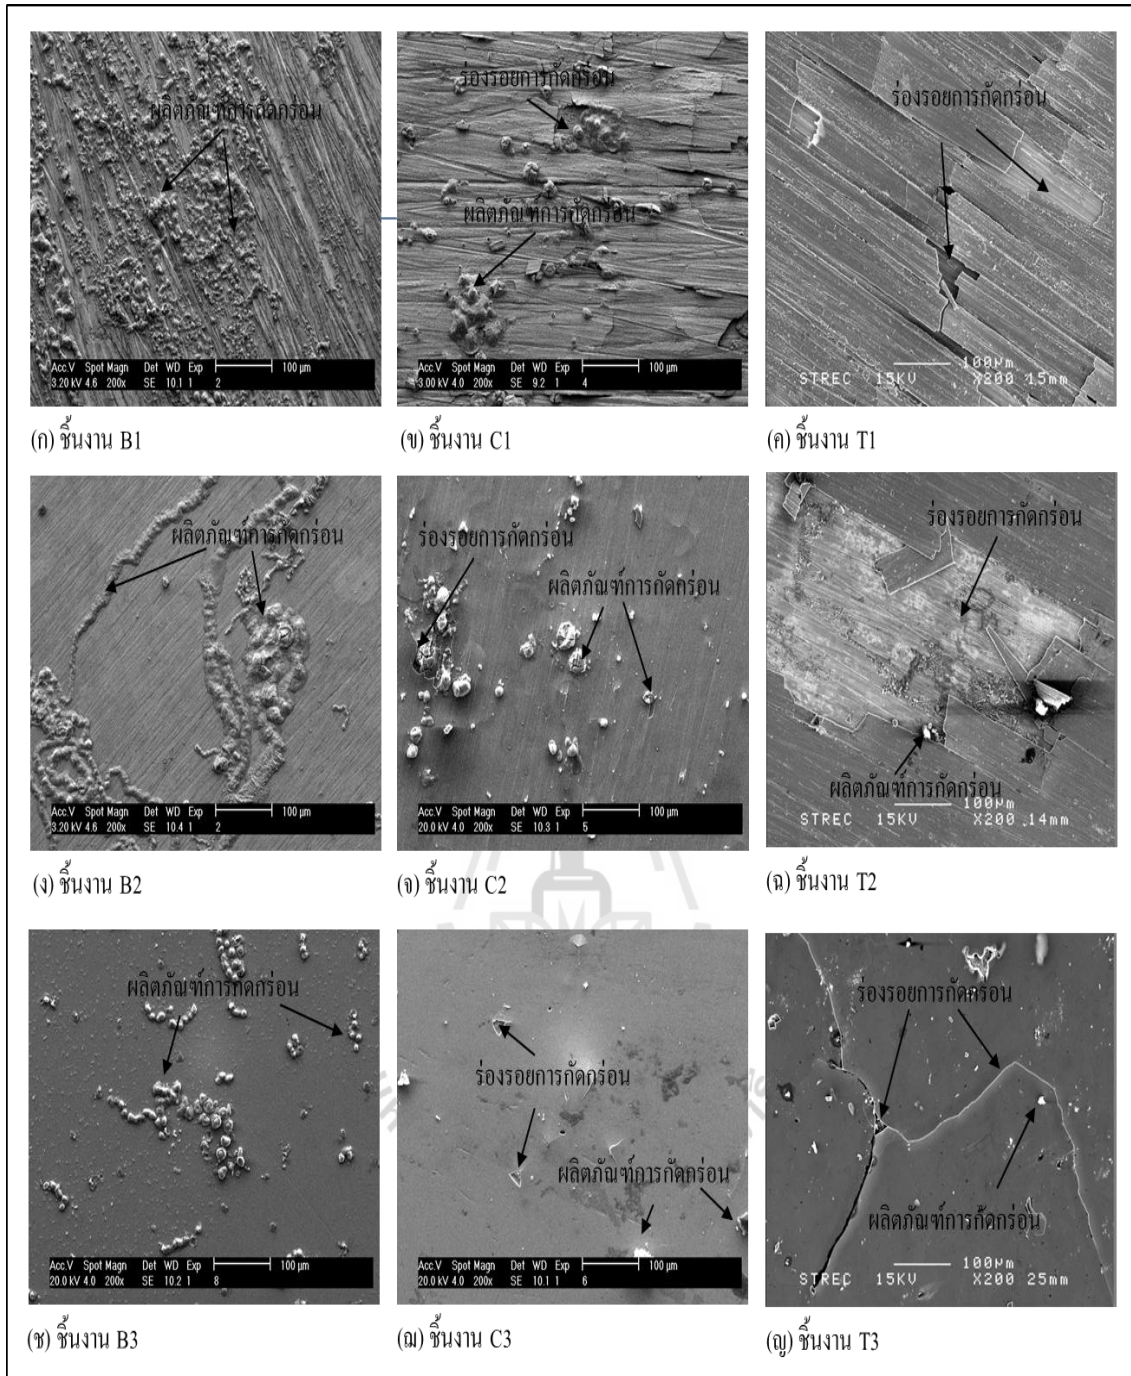 ผลิตภัณฑ์การกัดกร่อน
Acc.V Spot Magn Det WD Exp 100 µm
3.20 kV 4.6 200x SE 10.1 1 2
ร่องรอยการกัดกร่อน
ผลิตภัณฑ์การกัดกร่อน
Acc.V Spot Magn Det WD Exp 100 µm
3.00 kV 4.0 200x SE 9.2 1 4
ร่องรอยการกัดกร่อน
100µm
STREC 15KV X200 15mm
(ก) ชิ้นงาน B1
(ข) ชิ้นงาน C1
(ค) ชิ้นงาน T1
ผลิตภัณฑ์การกัดกร่อน
Acc.V Spot Magn Det WD Exp 100 µm
3.20 kV 4.6 200x SE 10.4 1 2
ร่องรอยการกัดกร่อน
ผลิตภัณฑ์การกัดกร่อน
Acc.V Spot Magn Det WD Exp 100 µm
20.0 kV 4.0 200x SE 10.3 1 5
ร่องรอยการกัดกร่อน
ผลิตภัณฑ์การกัดกร่อน
100µm
STREC 15KV X200 14mm
(ง) ชิ้นงาน B2
(จ) ชิ้นงาน C2
(ฉ) ชิ้นงาน T2
ผลิตภัณฑ์การกัดกร่อน
Acc.V Spot Magn Det WD Exp 100 µm
20.0 kV 4.0 200x SE 10.2 1 8
ร่องรอยการกัดกร่อน
ผลิตภัณฑ์การกัดกร่อน
Acc.V Spot Magn Det WD Exp 100 µm
20.0 kV 4.0 200x SE 10.1 1 6
ร่องรอยการกัดกร่อน
ผลิตภัณฑ์การกัดกร่อน
100µm
STREC 15KV X200 25mm
(ช) ชิ้นงาน B3
(ฌ) ชิ้นงาน C3
(ญ) ชิ้นงาน T3